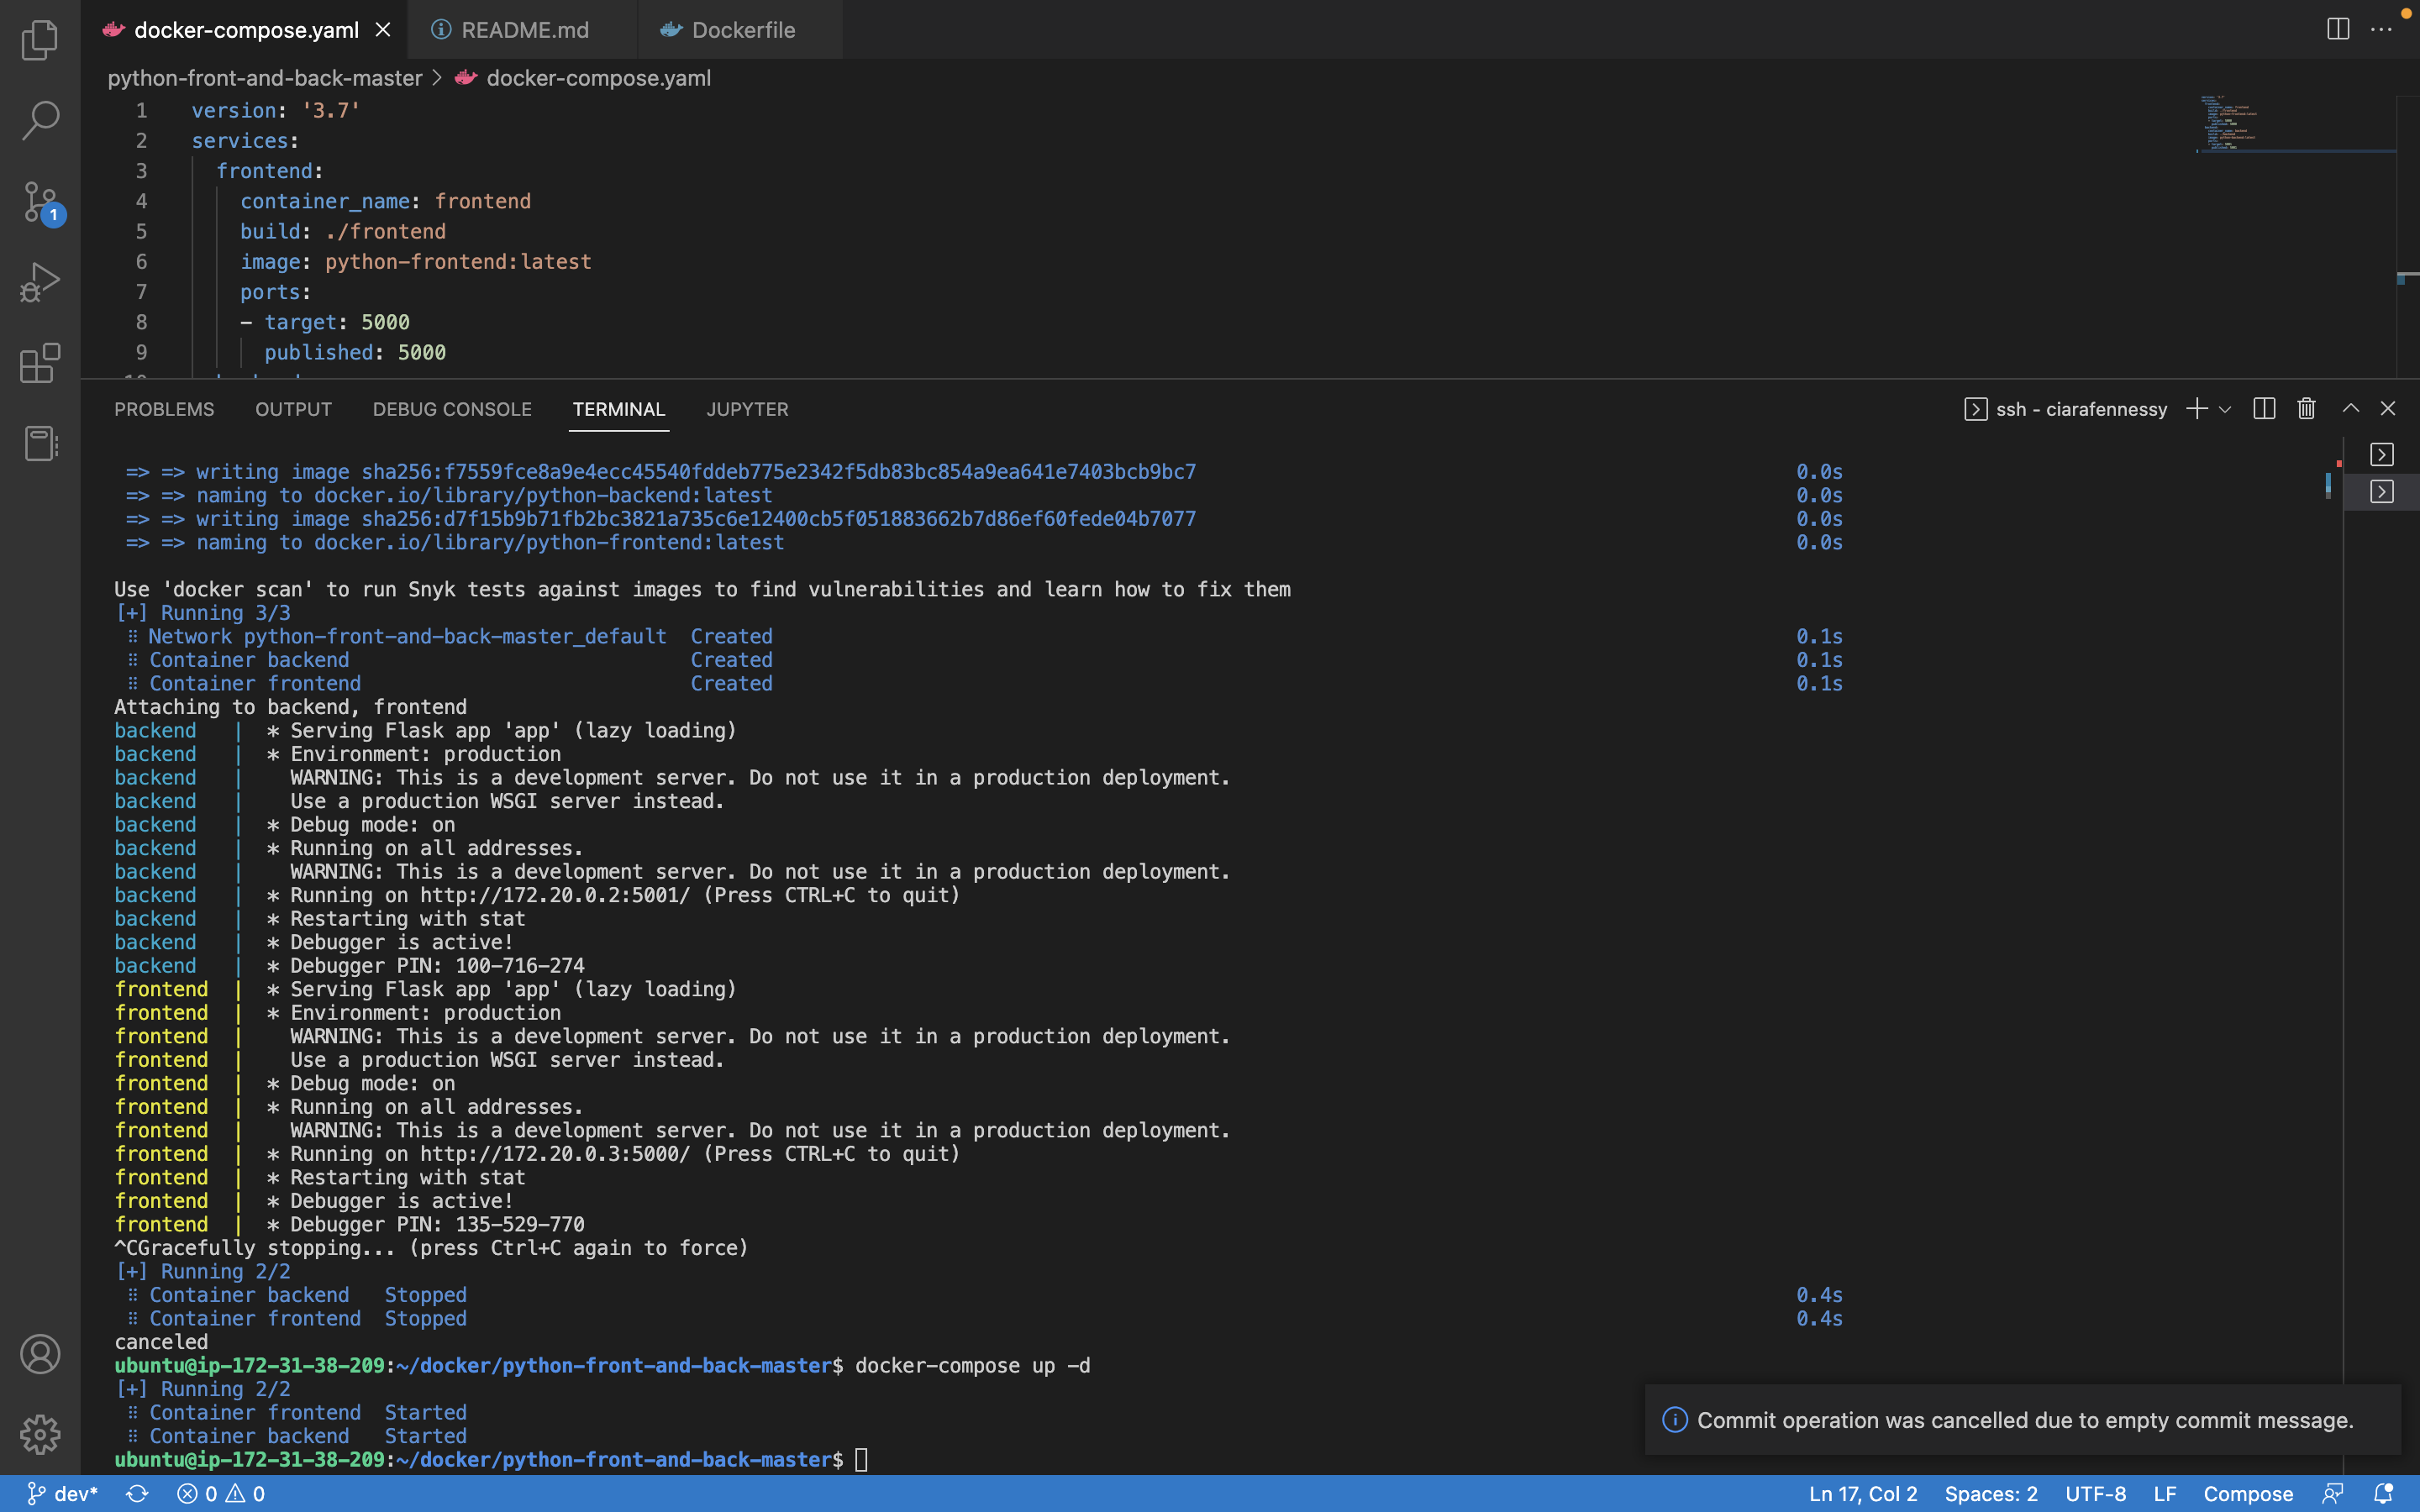 docker-compose.yaml
README.md
Dockerfile
python-front-and-back-master > docker-compose.yaml
1 version: '3.7'
2 services:
3 frontend:
4 container_name: frontend
5 build: ./frontend
6 image: python-frontend:latest
7 ports:
8 - target: 5000
9 published: 5000
1
PROBLEMS OUTPUT DEBUG CONSOLE TERMINAL JUPYTER
ssh - ciarafennessy
=> => writing image sha256:f7559fce8a9e4ecc45540fddeb775e2342f5db83bc854a9ea641e7403bcb9bc7 0.0s
=> => naming to docker.io/library/python-backend:latest 0.0s
=> => writing image sha256:d7f15b9b71fb2bc3821a735c6e12400cb5f051883662b7d86ef60fede04b7077 0.0s
=> => naming to docker.io/library/python-frontend:latest 0.0s
Use 'docker scan' to run Snyk tests against images to find vulnerabilities and learn how to fix them
[+] Running 3/3
⠿ Network python-front-and-back-master_default Created 0.1s
⠿ Container backend Created 0.1s
⠿ Container frontend Created 0.1s
Attaching to backend, frontend
backend | * Serving Flask app 'app' (lazy loading)
backend | * Environment: production
backend | WARNING: This is a development server. Do not use it in a production deployment.
backend | Use a production WSGI server instead.
backend | * Debug mode: on
backend | * Running on all addresses.
backend | WARNING: This is a development server. Do not use it in a production deployment.
backend | * Running on http://172.20.0.2:5001/ (Press CTRL+C to quit)
backend | * Restarting with stat
backend | * Debugger is active!
backend | * Debugger PIN: 100-716-274
frontend | * Serving Flask app 'app' (lazy loading)
frontend | * Environment: production
frontend | WARNING: This is a development server. Do not use it in a production deployment.
frontend | Use a production WSGI server instead.
frontend | * Debug mode: on
frontend | * Running on all addresses.
frontend | WARNING: This is a development server. Do not use it in a production deployment.
frontend | * Running on http://172.20.0.3:5000/ (Press CTRL+C to quit)
frontend | * Restarting with stat
frontend | * Debugger is active!
frontend | * Debugger PIN: 135-529-770
^CGracefully stopping... (press Ctrl+C again to force)
[+] Running 2/2
⠿ Container backend Stopped 0.4s
⠿ Container frontend Stopped 0.4s
canceled
ubuntu@ip-172-31-38-209:~/docker/python-front-and-back-master$ docker-compose up -d
[+] Running 2/2
⠿ Container frontend Started
⠿ Container backend Started
ubuntu@ip-172-31-38-209:~/docker/python-front-and-back-master$
Commit operation was cancelled due to empty commit message.
dev* 0 0 Ln 17, Col 2 Spaces: 2 UTF-8 LF Compose